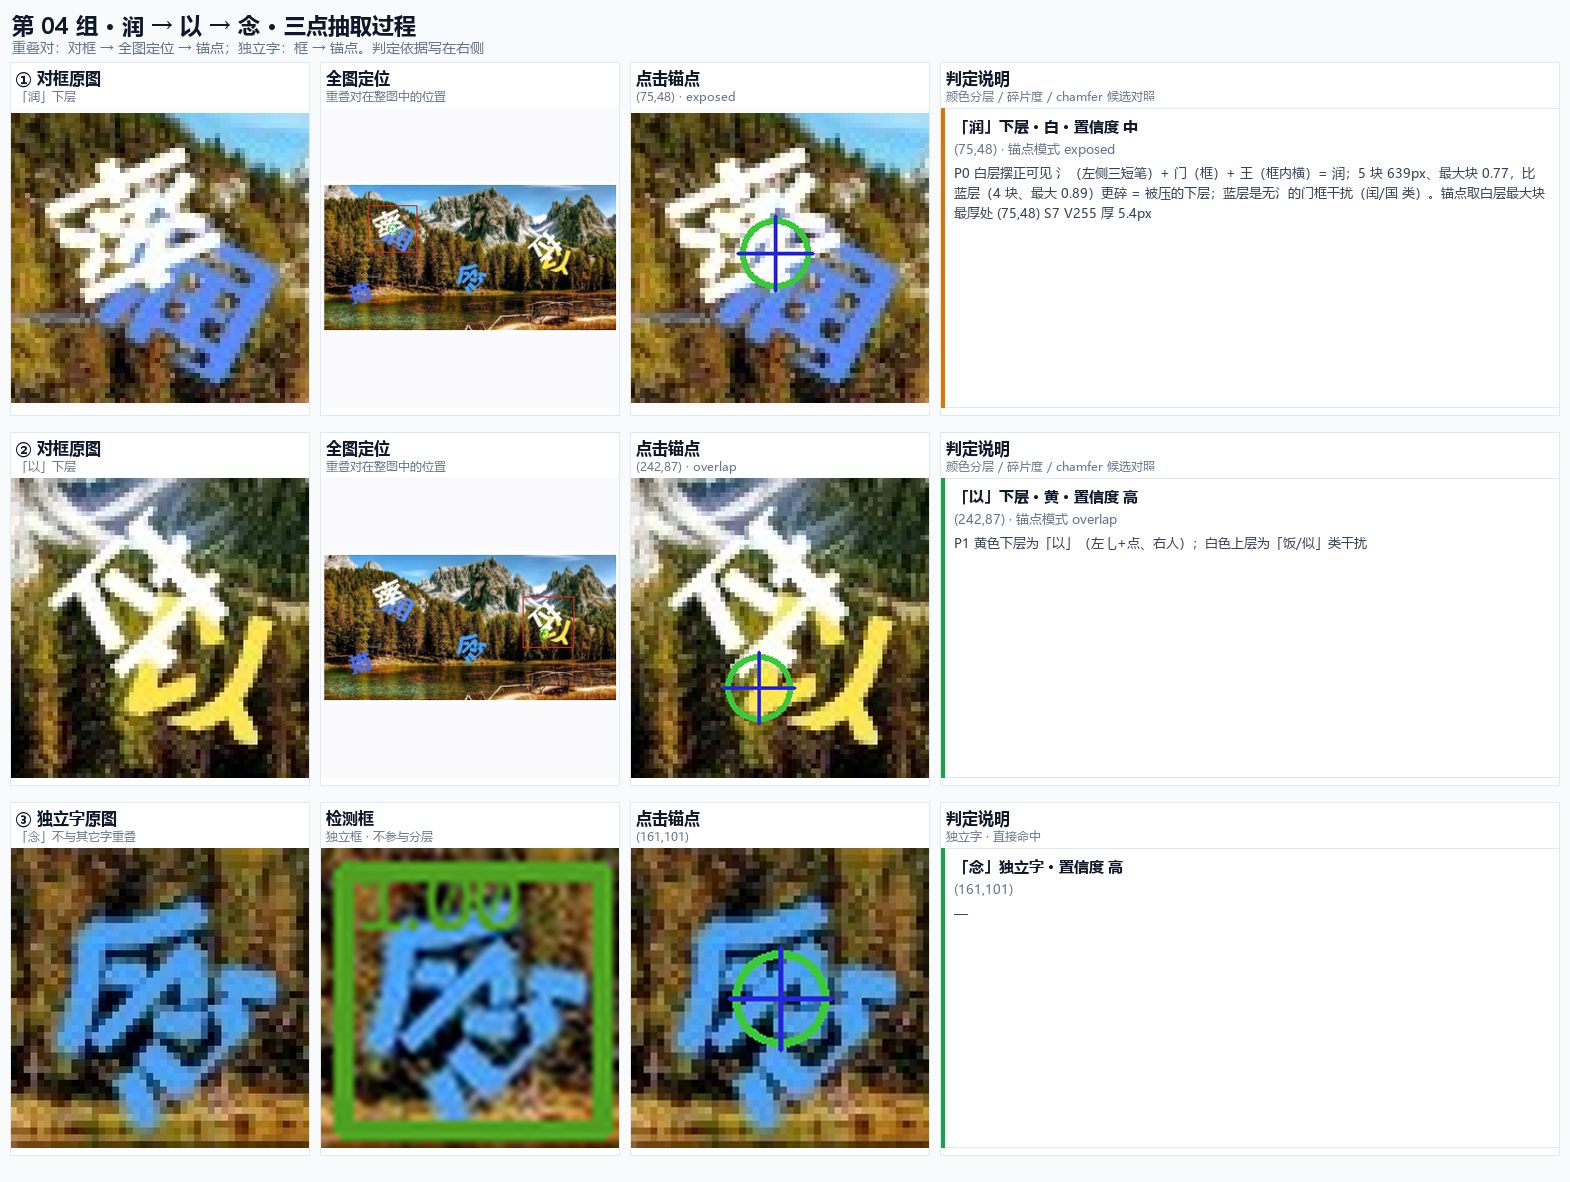 第 04 组 · 润 → 以 → 念 · 三点抽取过程
重叠对：对框 → 全图定位 → 锚点；独立字：框 → 锚点。判定依据写在右侧
① 对框原图
「润」下层
全图定位
重叠对在整图中的位置
点击锚点
(75,48) · exposed
判定说明
颜色分层 / 碎片度 / chamfer 候选对照
「润」下层 · 白 · 置信度 中
(75,48) · 锚点模式 exposed
P0 白层摆正可见 氵（左侧三短笔）+ 门（框）+ 王（框内横）= 润；5 块 639px、最大块 0.77，比
蓝层（4 块、最大 0.89）更碎 = 被压的下层；蓝层是无氵的门框干扰（闰/国 类）。锚点取白层最大块
最厚处 (75,48) S7 V255 厚 5.4px
② 对框原图
「以」下层
全图定位
重叠对在整图中的位置
点击锚点
(242,87) · overlap
判定说明
颜色分层 / 碎片度 / chamfer 候选对照
「以」下层 · 黄 · 置信度 高
(242,87) · 锚点模式 overlap
P1 黄色下层为「以」（左乚+点、右人）；白色上层为「饭/似」类干扰
以
③ 独立字原图
「念」不与其它字重叠
检测框
独立框 · 不参与分层
点击锚点
(161,101)
判定说明
独立字 · 直接命中
「念」独立字 · 置信度 高
(161,101)
—
1.00